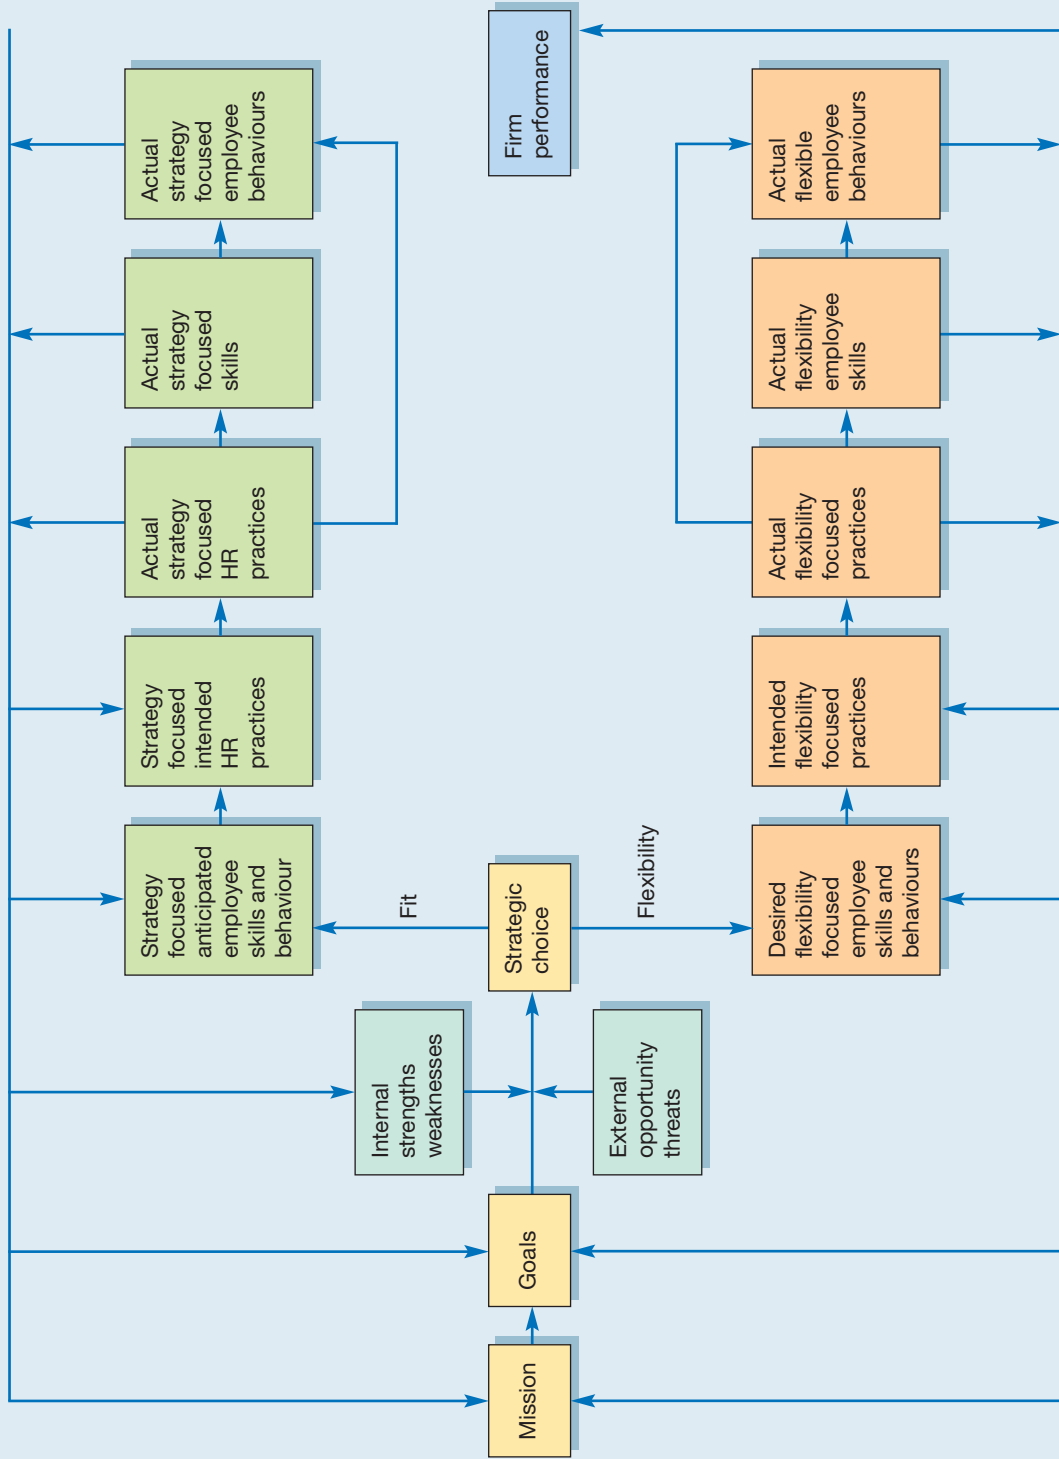 Mission
Goals
Internal
strengths
weaknesses
External
opportunity
threats
Strategic
choice
Fit
Flexibility
Strategy
focused
anticipated
employee
skills and
behaviour
Strategy
focused
intended
HR
practices
Actual
strategy
focused
HR
practices
Actual
strategy
focused
skills
Actual
strategy
focused
employee
behaviours
Desired
flexibility
focused
employee
skills and
behaviours
Intended
flexibility
focused
practices
Actual
flexibility
focused
practices
Actual
flexibility
employee
skills
Actual
flexible
employee
behaviours
Firm
performance